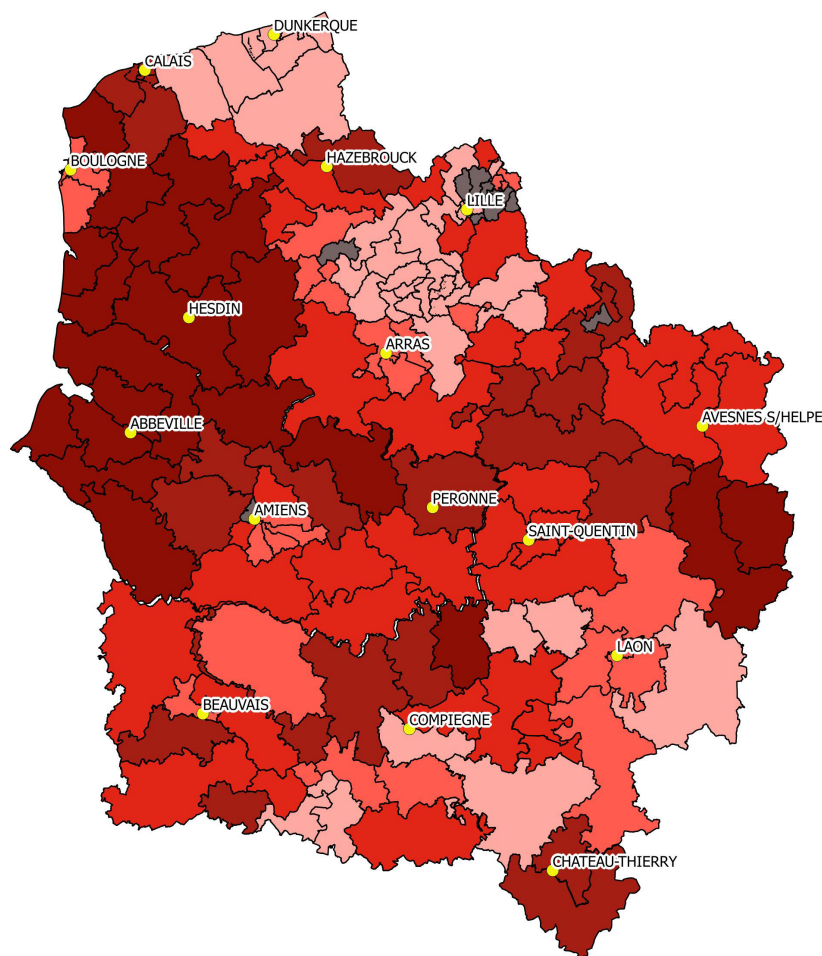 DUNKERQUE
CALAIS
BOULOGNE
HAZEBROUCK
LILLE
HESDIN
ARRAS
ABBEVILLE
AVESNES S/HELPE
PERONNE
AMIENS
SAINT-QUENTIN
LAON
BEAUVAIS
COMPIEGNE
CHATEAU-THIERRY